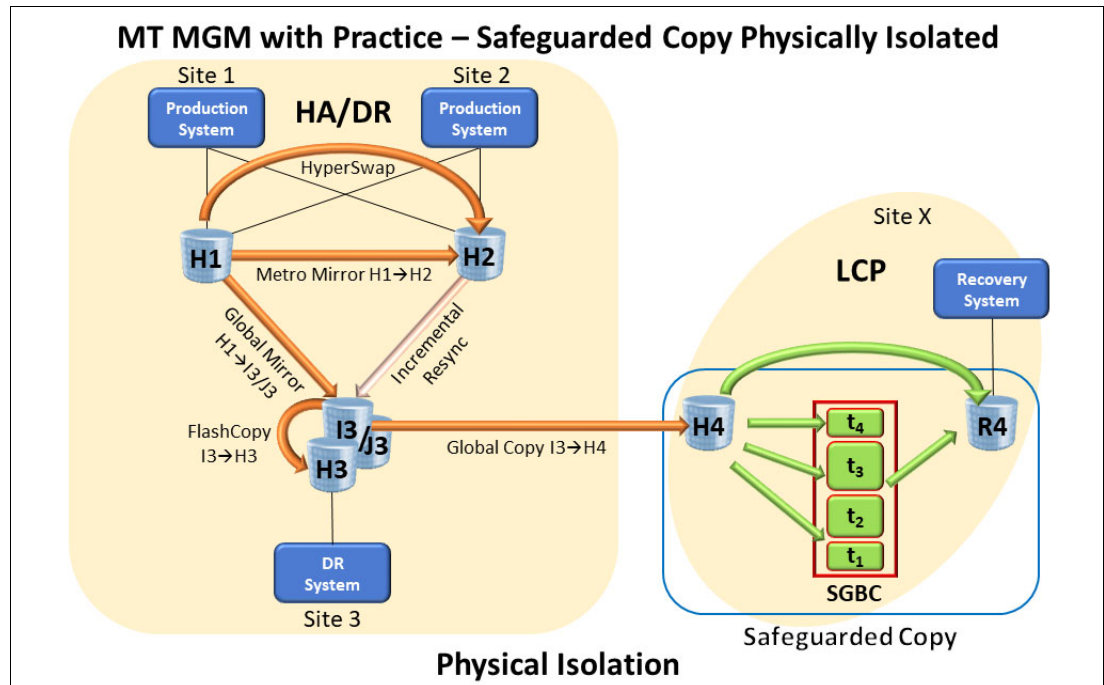 MT MGM with Practice – Safeguarded Copy Physically Isolated
Site 1
Site 2
Production
System
HA/DR
Production
System
HyperSwap
H1
H2
Metro Mirror H1→H2
Global Mirror
H1→I3/J3
Incremental
Resync
FlashCopy
I3→H3
I3
/J3
H3
Global Copy I3→H4
DR
System
Site 3
Site X
LCP
Recovery
System
H4
t4
t3
t2
t1
R4
SGBC
Safeguarded Copy
Physical Isolation